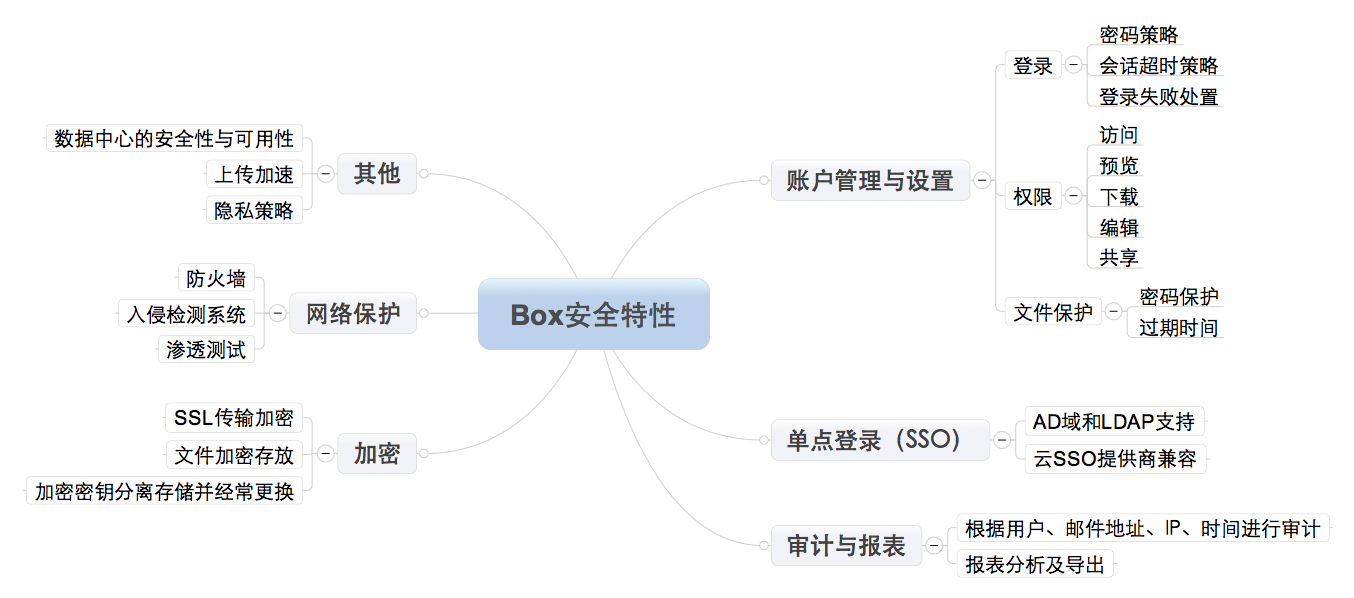 Box安全特性
账户管理与设置
登录
密码策略
会话超时策略
登录失败处置
权限
访问
预览
下载
编辑
共享
文件保护
密码保护
过期时间
单点登录（SSO）
AD域和LDAP支持
云SSO提供商兼容
审计与报表
根据用户、邮件地址、IP、时间进行审计
报表分析及导出
其他
数据中心的安全性与可用性
上传加速
隐私策略
网络保护
防火墙
入侵检测系统
渗透测试
加密
SSL传输加密
文件加密存放
加密密钥分离存储并经常更换